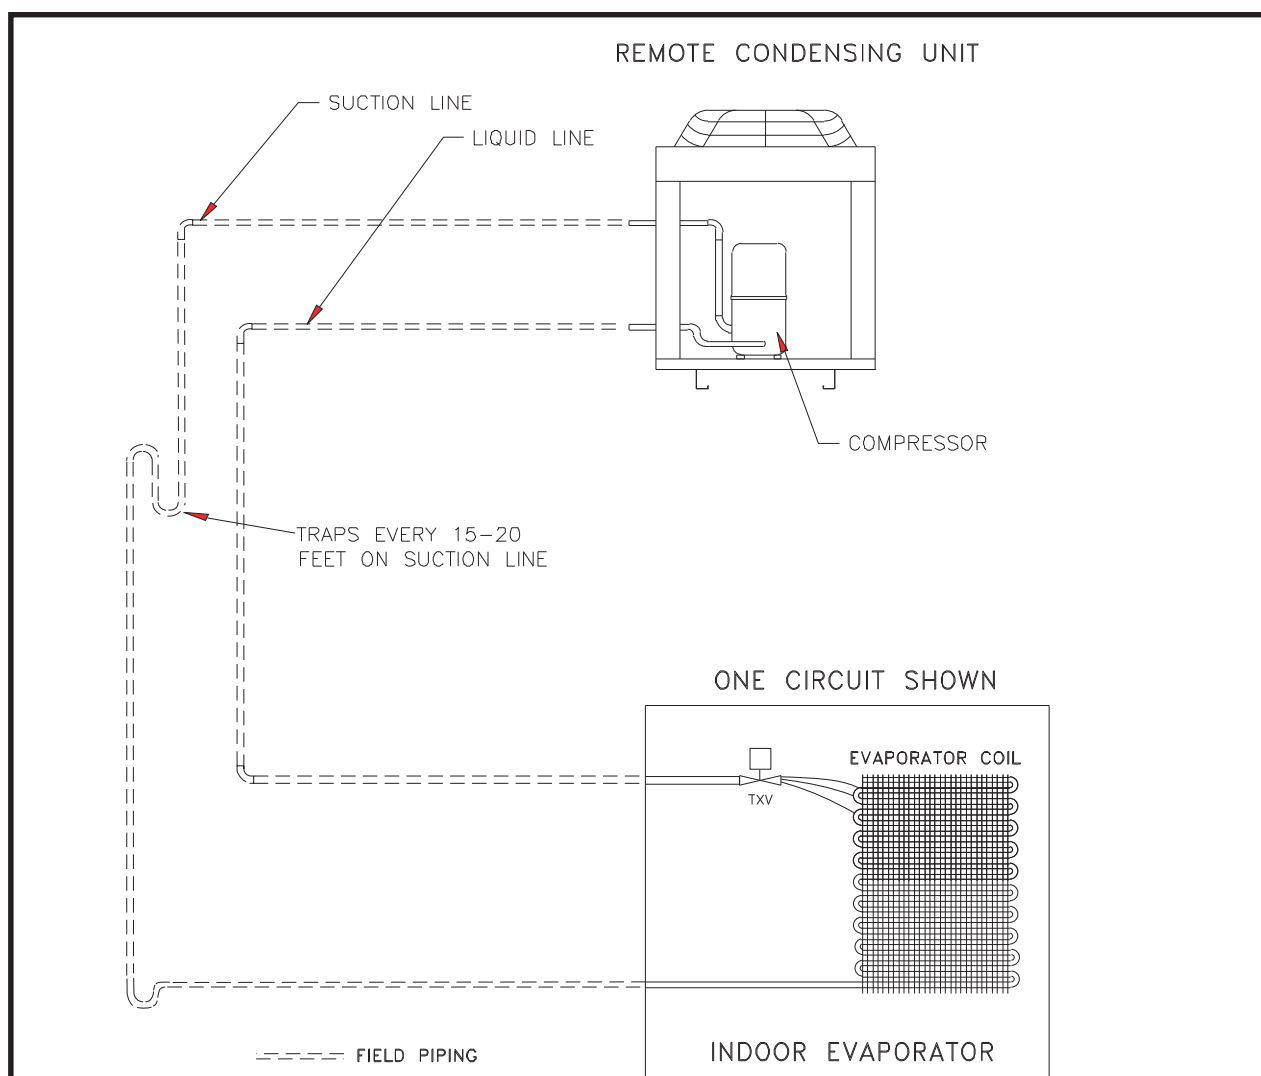 REMOTE CONDENSING UNIT
SUCTION LINE
LIQUID LINE
COMPRESSOR
TRAPS EVERY 15-20
FEET ON SUCTION LINE
ONE CIRCUIT SHOWN
EVAPORATOR COIL
TXV
FIELD PIPING
INDOOR EVAPORATOR